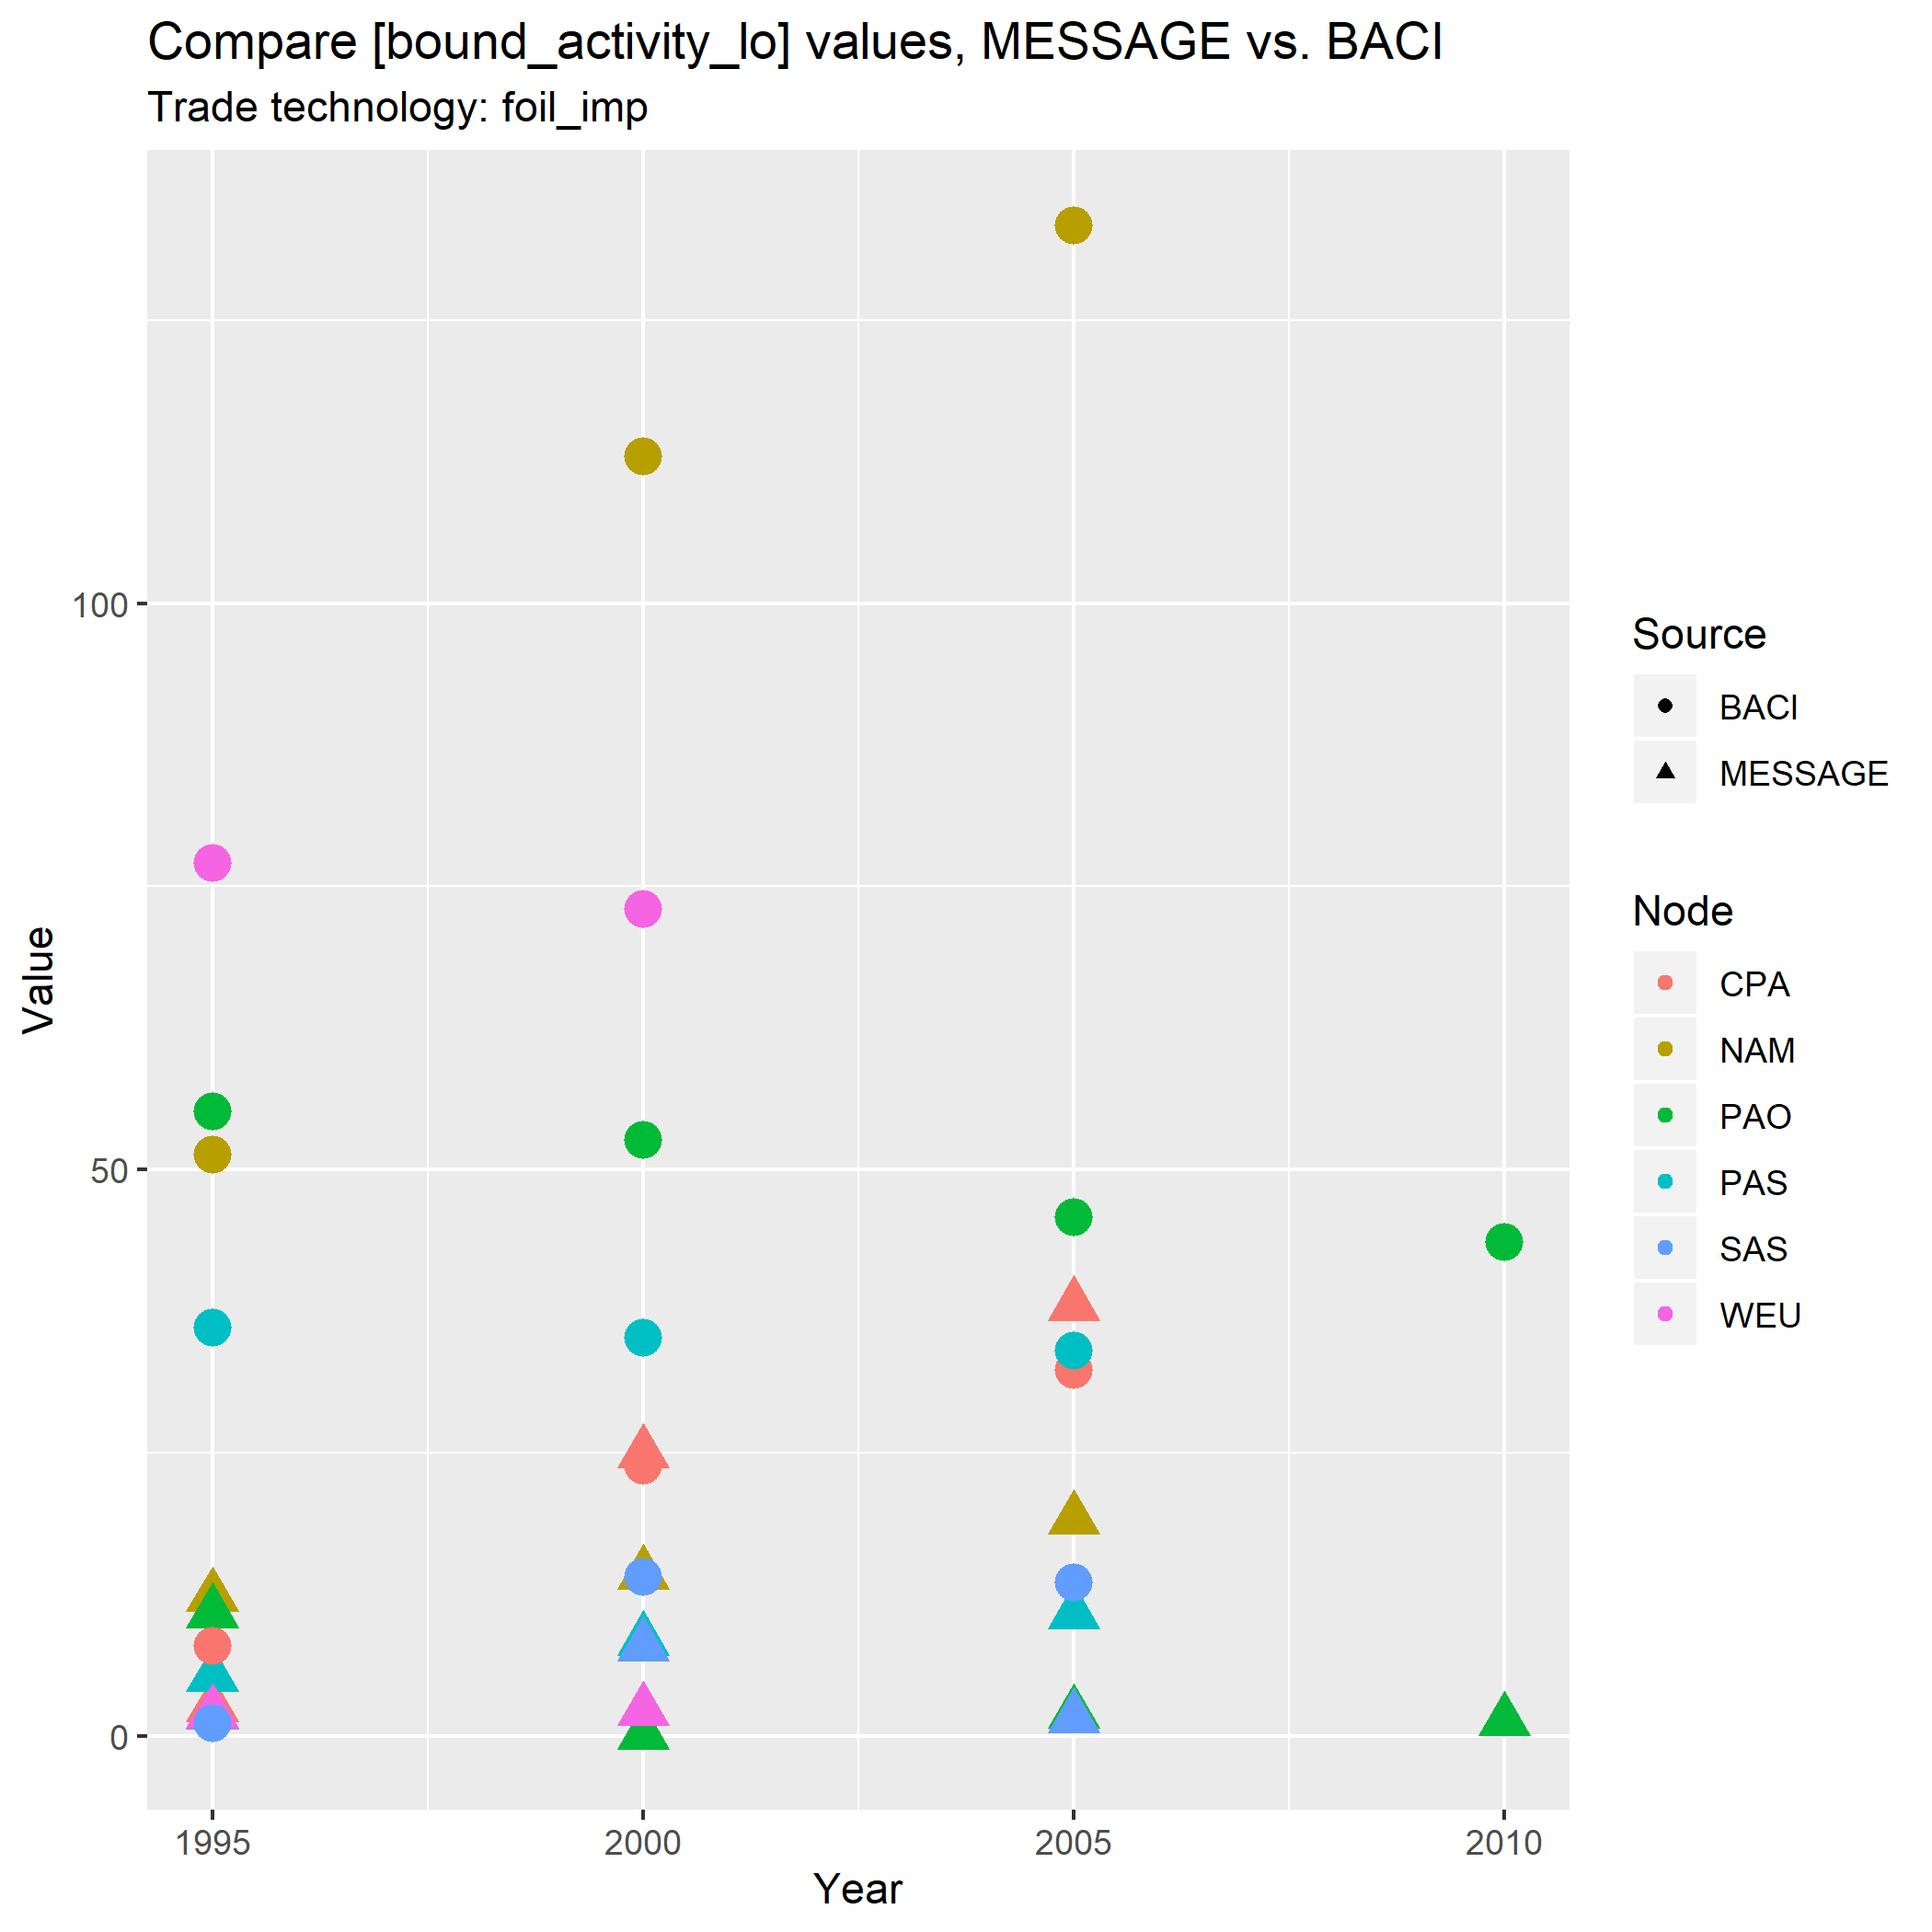 Compare [bound_activity_lo] values, MESSAGE vs. BACI
Trade technology: foil_imp
Value
100
50
0
1995 2000 2005 2010
Year
Source
BACI
MESSAGE
Node
CPA
NAM
PAO
PAS
SAS
WEU